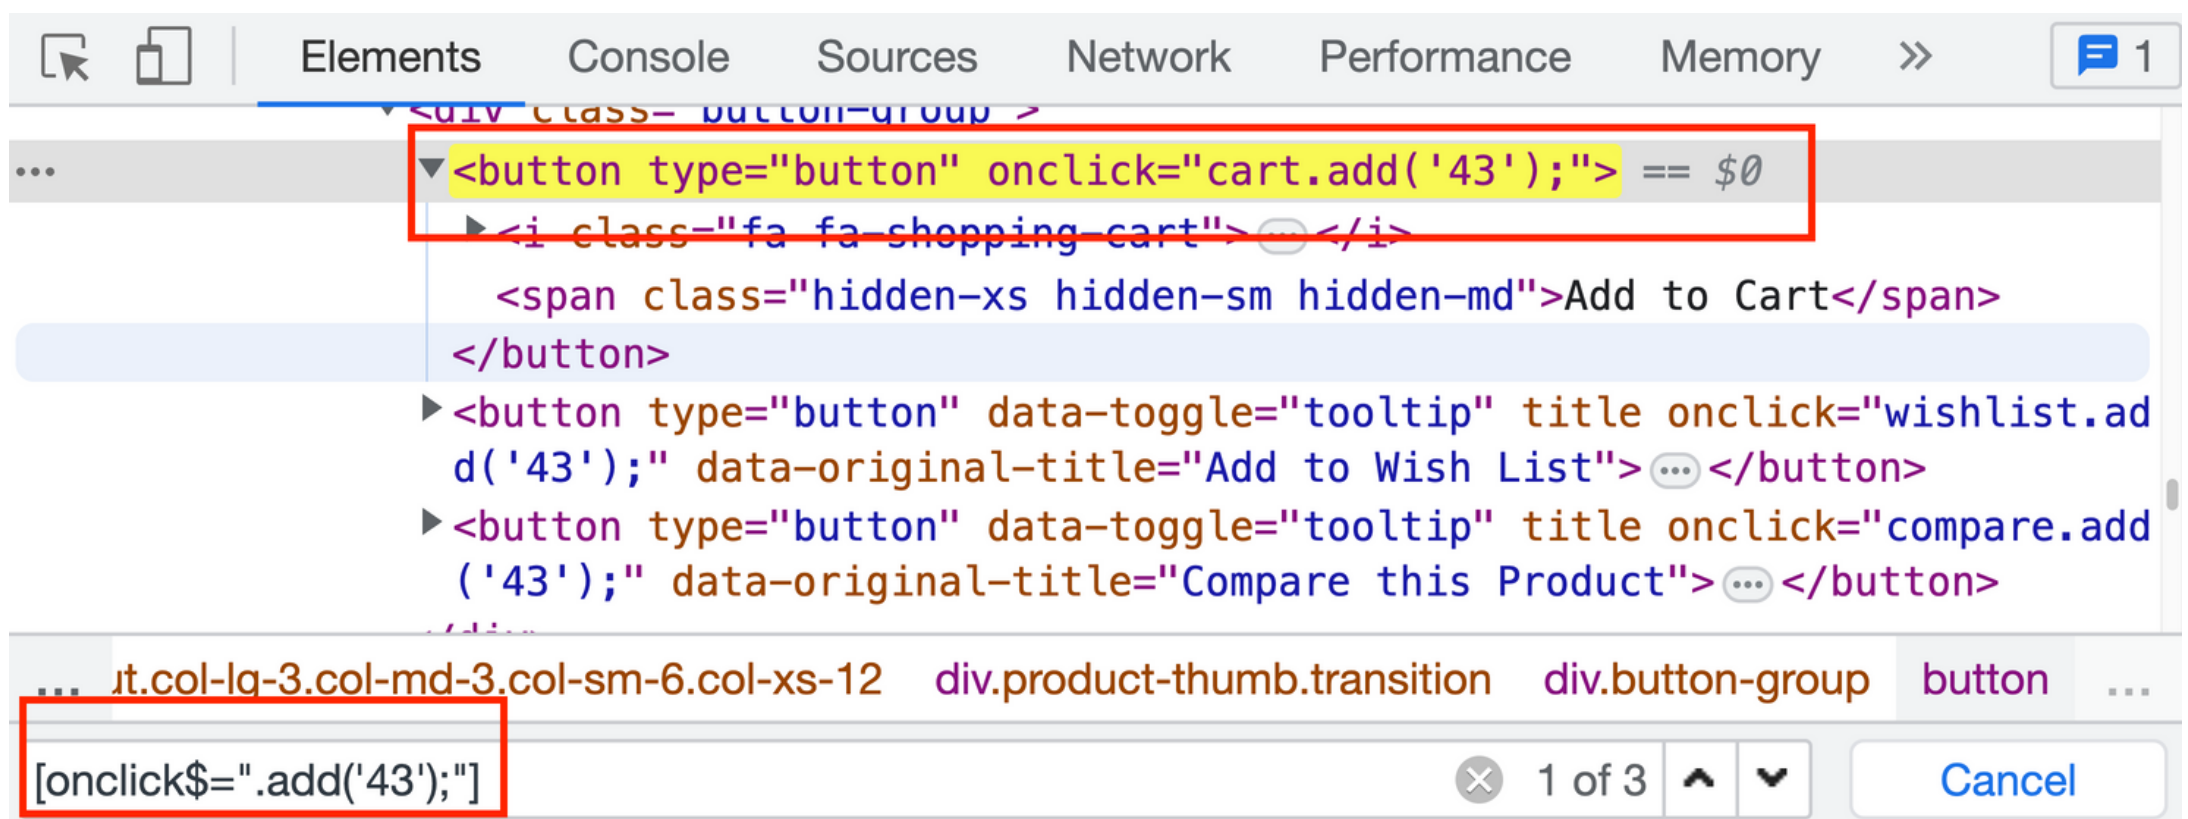 Elements Console Sources Network Performance Memory » 1
<div class="button-group">
... <button type="button" onclick="cart.add('43');"> == $0
<i class="fa fa-shopping-cart">…</i>
<span class="hidden-xs hidden-sm hidden-md">Add to Cart</span>
</button>
<button type="button" data-toggle="tooltip" title onclick="wishlist.ad
d('43');" data-original-title="Add to Wish List">…</button>
<button type="button" data-toggle="tooltip" title onclick="compare.add
('43');" data-original-title="Compare this Product">…</button>
</div>
... ut.col-lg-3.col-md-3.col-sm-6.col-xs-12 div.product-thumb.transition div.button-group button ...
[onclick$=".add('43');"] 1 of 3 Cancel